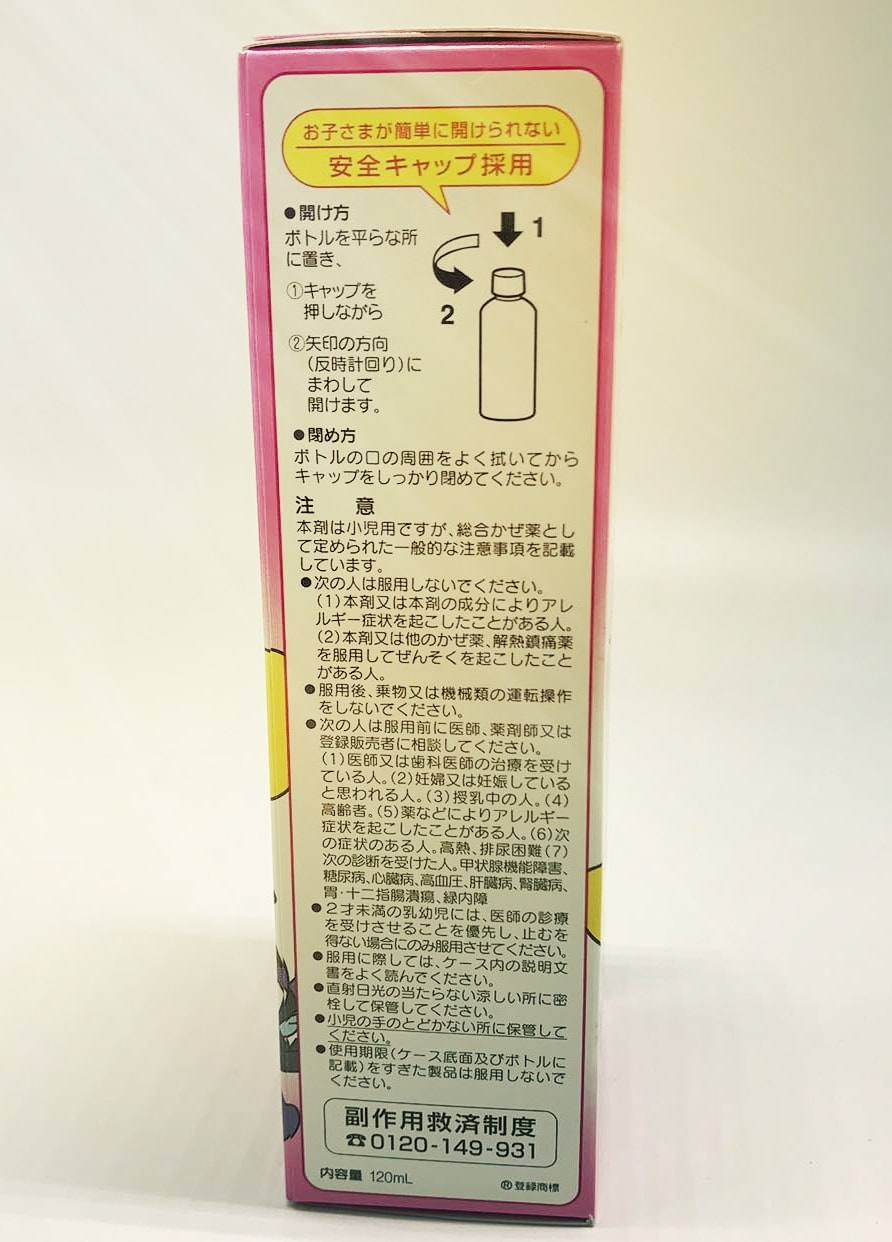 お子さまが簡単に開けられない
安全キャップ採用
●開け方
ボトルを平らな所
に置き、
①キャップを
押しながら
②矢印の方向
(反時計回り)に
まわして
開けます。
1
2
●閉め方
ボトルの口の周囲をよく拭いてから
キャップをしっかり閉めてください。
注 意
本剤は小児用ですが、総合かぜ薬とし
て定められた一般的な注意事項を記載
しています。
●次の人は服用しないでください。
(1)本剤又は本剤の成分によりアレ
ルギー症状を起こしたことがある人。
(2)本剤又は他のかぜ薬、解熱鎮痛薬
を服用してぜんそくを起こしたこと
がある人。
●服用後、乗物又は機械類の運転操作
をしないでください。
●次の人は服用前に医師、薬剤師又は
登録販売者に相談してください。
(1)医師又は歯科医師の治療を受け
ている人。(2)妊婦又は妊娠している
と思われる人。(3)授乳中の人。(4)
高齢者。(5)薬などによりアレルギー
症状を起こしたことがある人。(6)次
の症状のある人。高熱、排尿困難(7)
次の診断を受けた人。甲状腺機能障害、
糖尿病、心臓病、高血圧、肝臓病、腎臓病、
胃・十二指腸潰瘍、緑内障
●2才未満の乳幼児には、医師の診療
を受けさせることを優先し、止むを
得ない場合にのみ服用させてください。
●服用に際しては、ケース内の説明文
書をよく読んでください。
●直射日光の当たらない涼しい所に密
栓して保管してください。
●小児の手のとどかない所に保管して
ください。
●使用期限(ケース底面及びボトルに
記載)をすぎた製品は服用しないで
ください。
副作用救済制度
☎0120-149-931
内容量 120mL
®登録商標